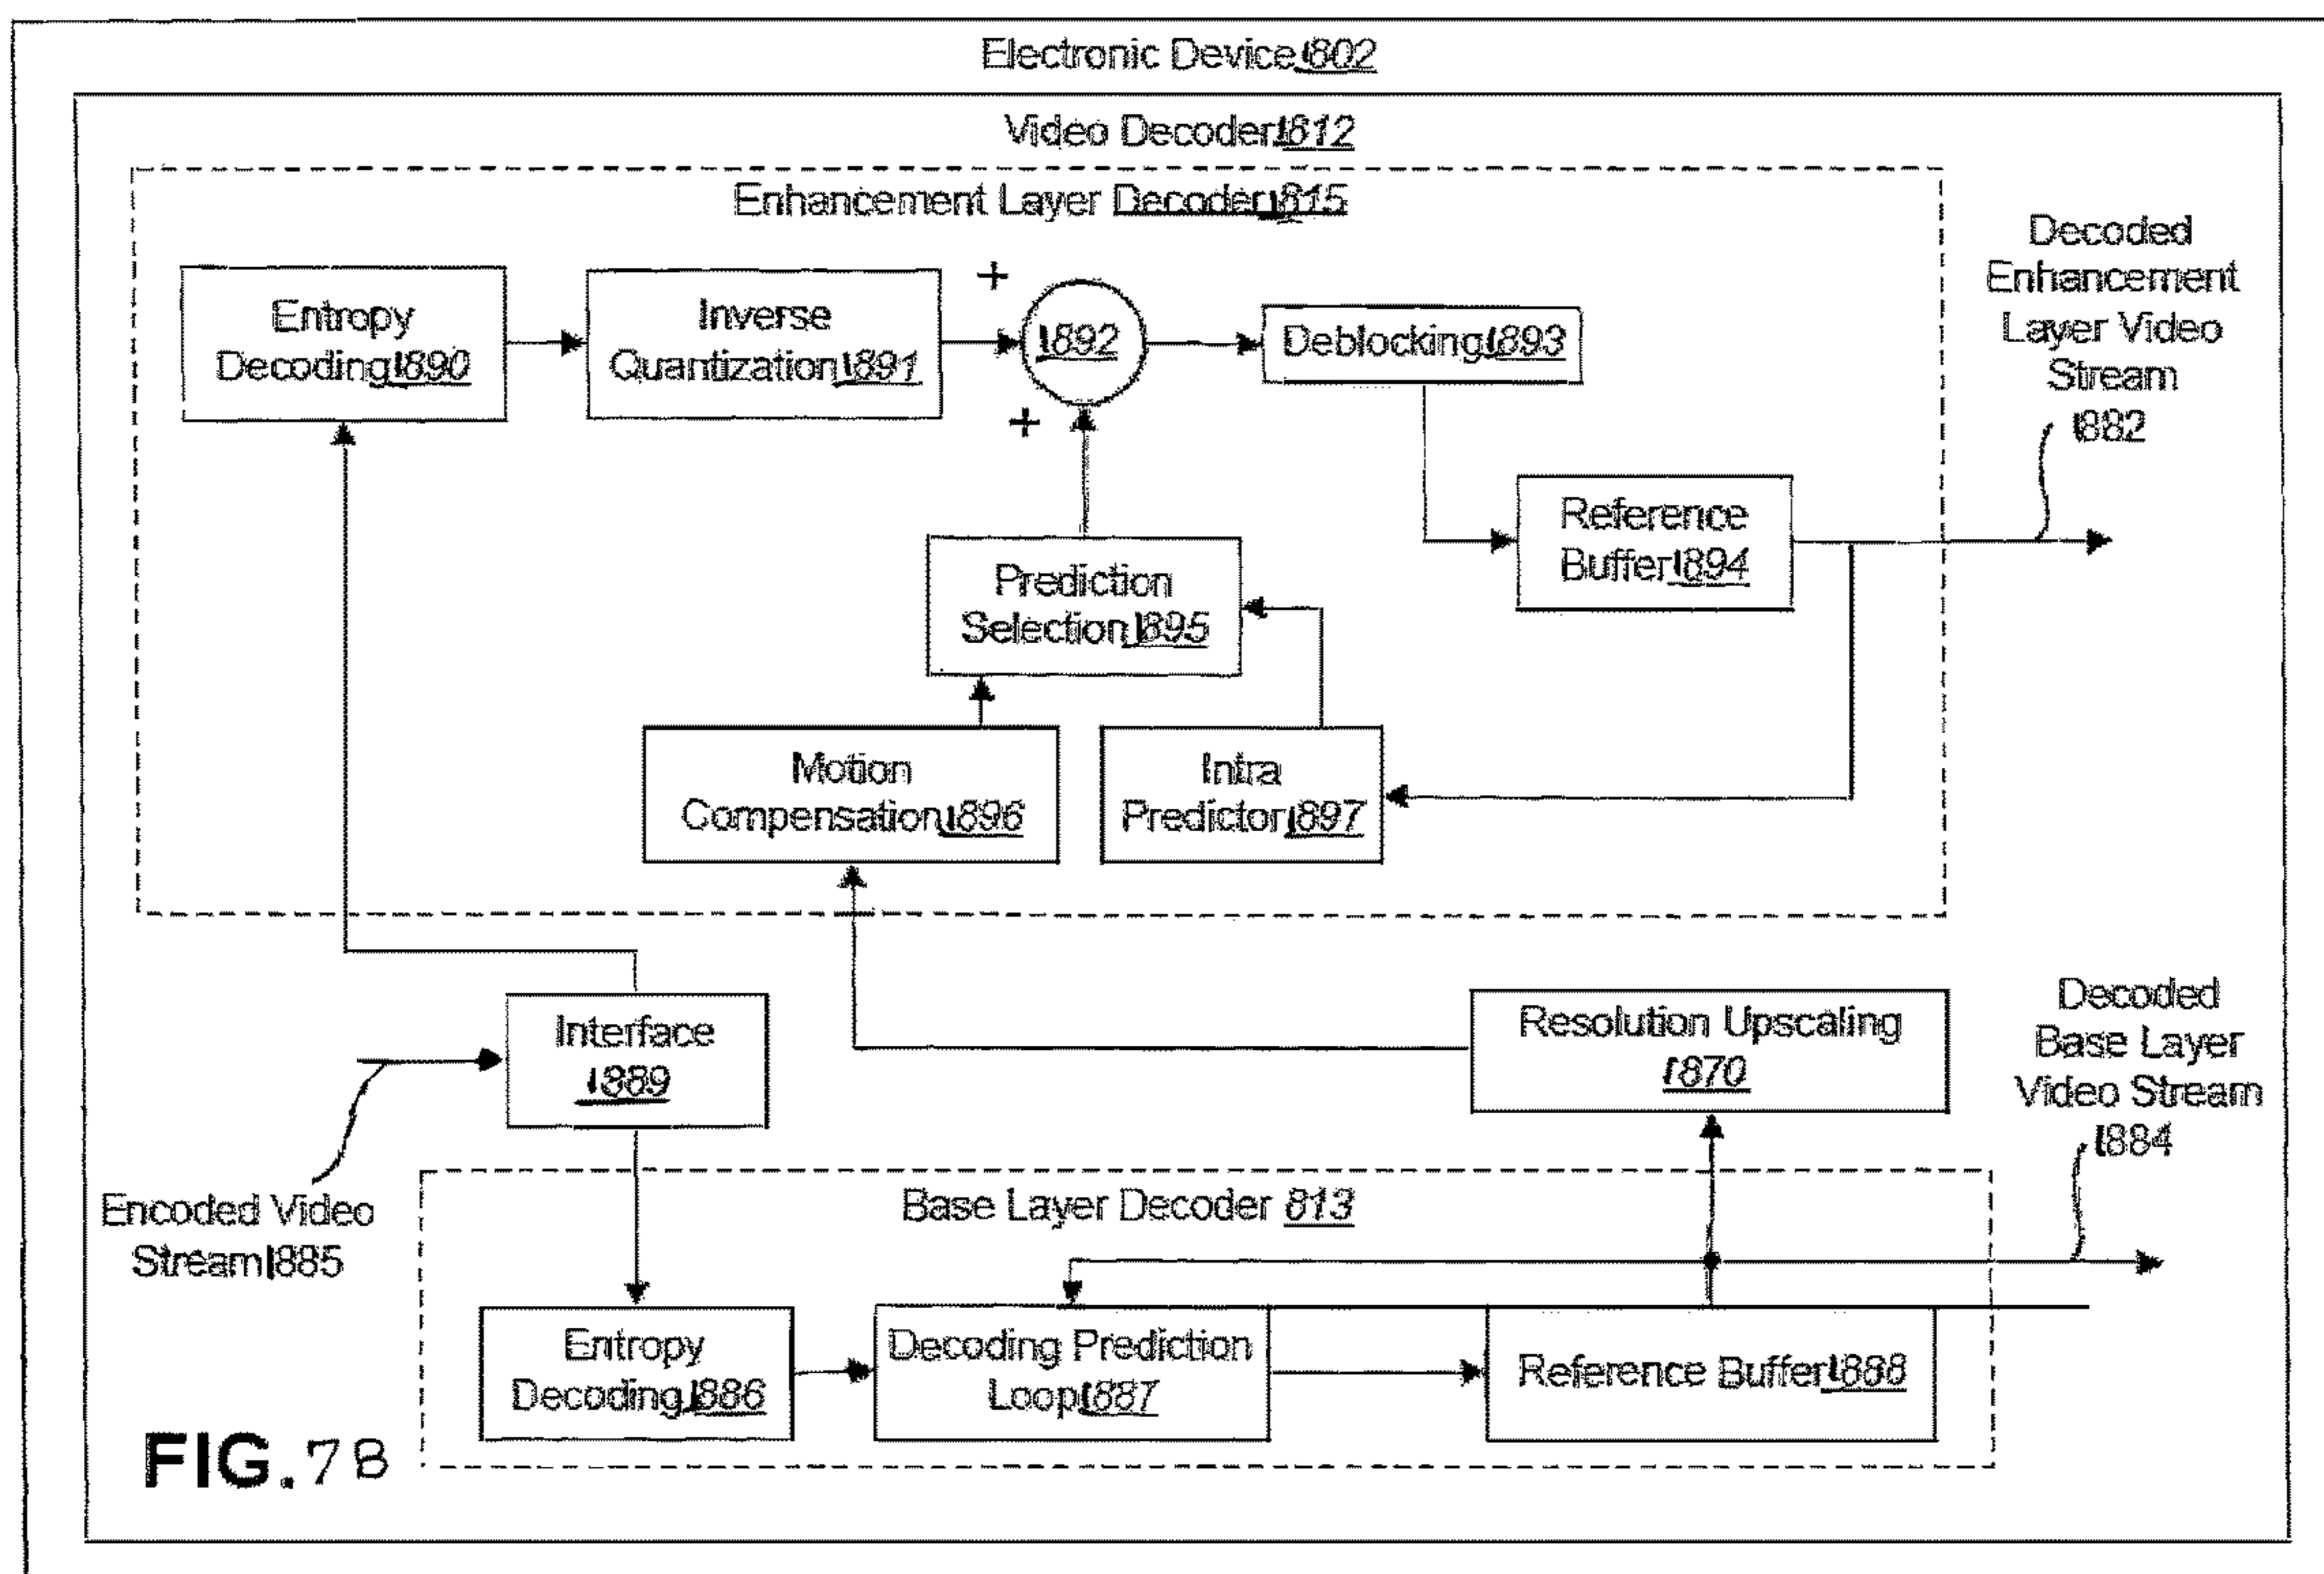 Electronic Device 1802
Video Decoder 1812
Enhancement Layer Decoder 1815
Entropy
Decoding 1890
Inverse
Quantization 1891
+
1892
+
Deblocking 1893
Decoded
Enhancement
Layer Video
Stream
1882
Reference
Buffer 1894
Prediction
Selection 1895
Motion
Compensation 1896
Intra
Predictor 1897
Interface
1889
Resolution Upscaling
1870
Decoded
Base Layer
Video Stream
1884
Encoded Video
Stream 1885
Base Layer Decoder 813
Entropy
Decoding 1886
Decoding Prediction
Loop 1887
Reference Buffer 1888
FIG. 7B